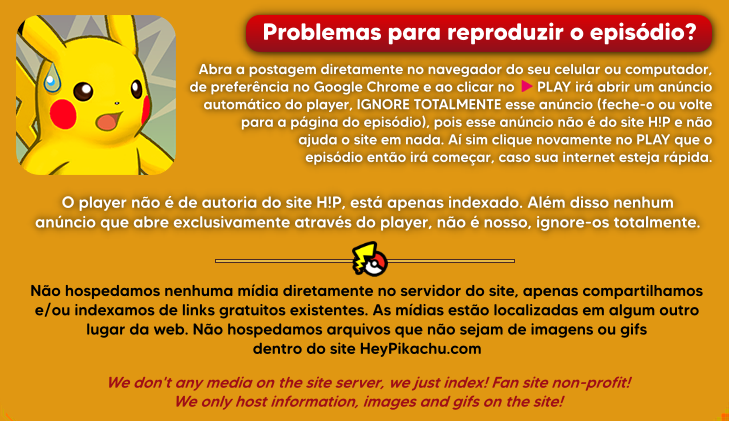 Problemas para reproduzir o episódio?
Abra a postagem diretamente no navegador do seu celular ou computador,
de preferência no Google Chrome e ao clicar no ▶ PLAY irá abrir um anúncio
automático do player, IGNORE TOTALMENTE esse anúncio (feche-o ou volte
para a página do episódio), pois esse anúncio não é do site H!P e não
ajuda o site em nada. Aí sim clique novamente no PLAY que o
episódio então irá começar, caso sua internet esteja rápida.
O player não é de autoria do site H!P, está apenas indexado. Além disso nenhum
anúncio que abre exclusivamente através do player, não é nosso, ignore-os totalmente.
Não hospedamos nenhuma mídia diretamente no servidor do site, apenas compartilhamos
e/ou indexamos de links gratuitos existentes. As mídias estão localizadas em algum outro
lugar da web. Não hospedamos arquivos que não sejam de imagens ou gifs
dentro do site HeyPikachu.com
We don't any media on the site server, we just index! Fan site non-profit!
We only host information, images and gifs on the site!